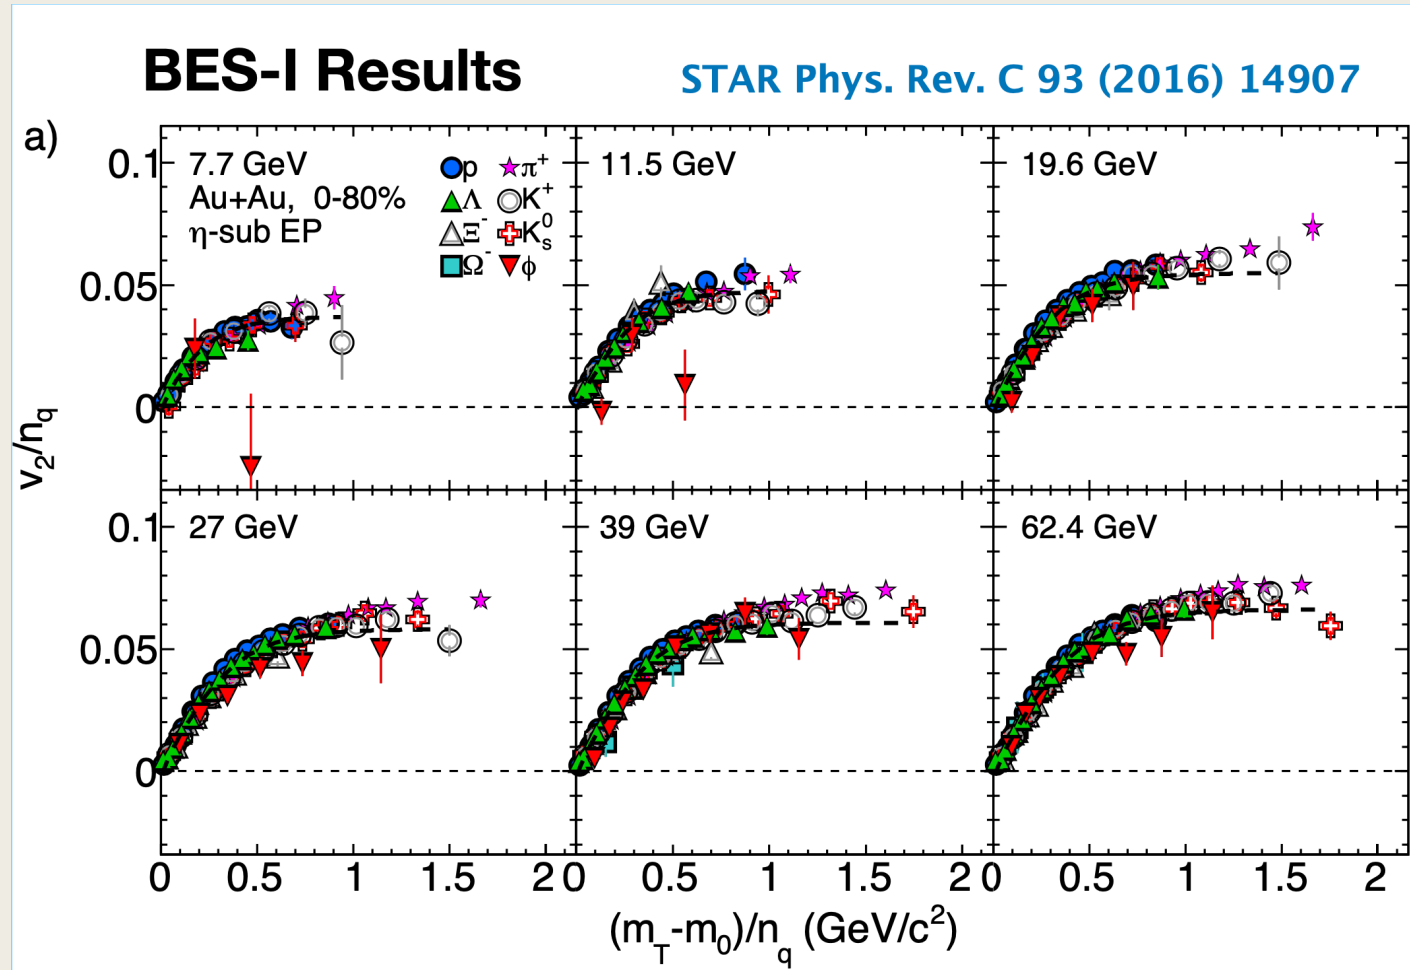 BES-I Results
STAR Phys. Rev. C 93 (2016) 14907
a)
7.7 GeV
Au+Au, 0-80%
η-sub EP
p
π⁺
Λ
K⁺
Ξ⁻
K⁰ₛ
Ω⁻
ϕ
11.5 GeV
19.6 GeV
0.1
0.05
0
v₂/n_q
27 GeV
39 GeV
62.4 GeV
0.1
0.05
0
0 0.5 1 1.5 2 0 0.5 1 1.5 2 0 0.5 1 1.5 2
(m_T-m₀)/n_q (GeV/c²)